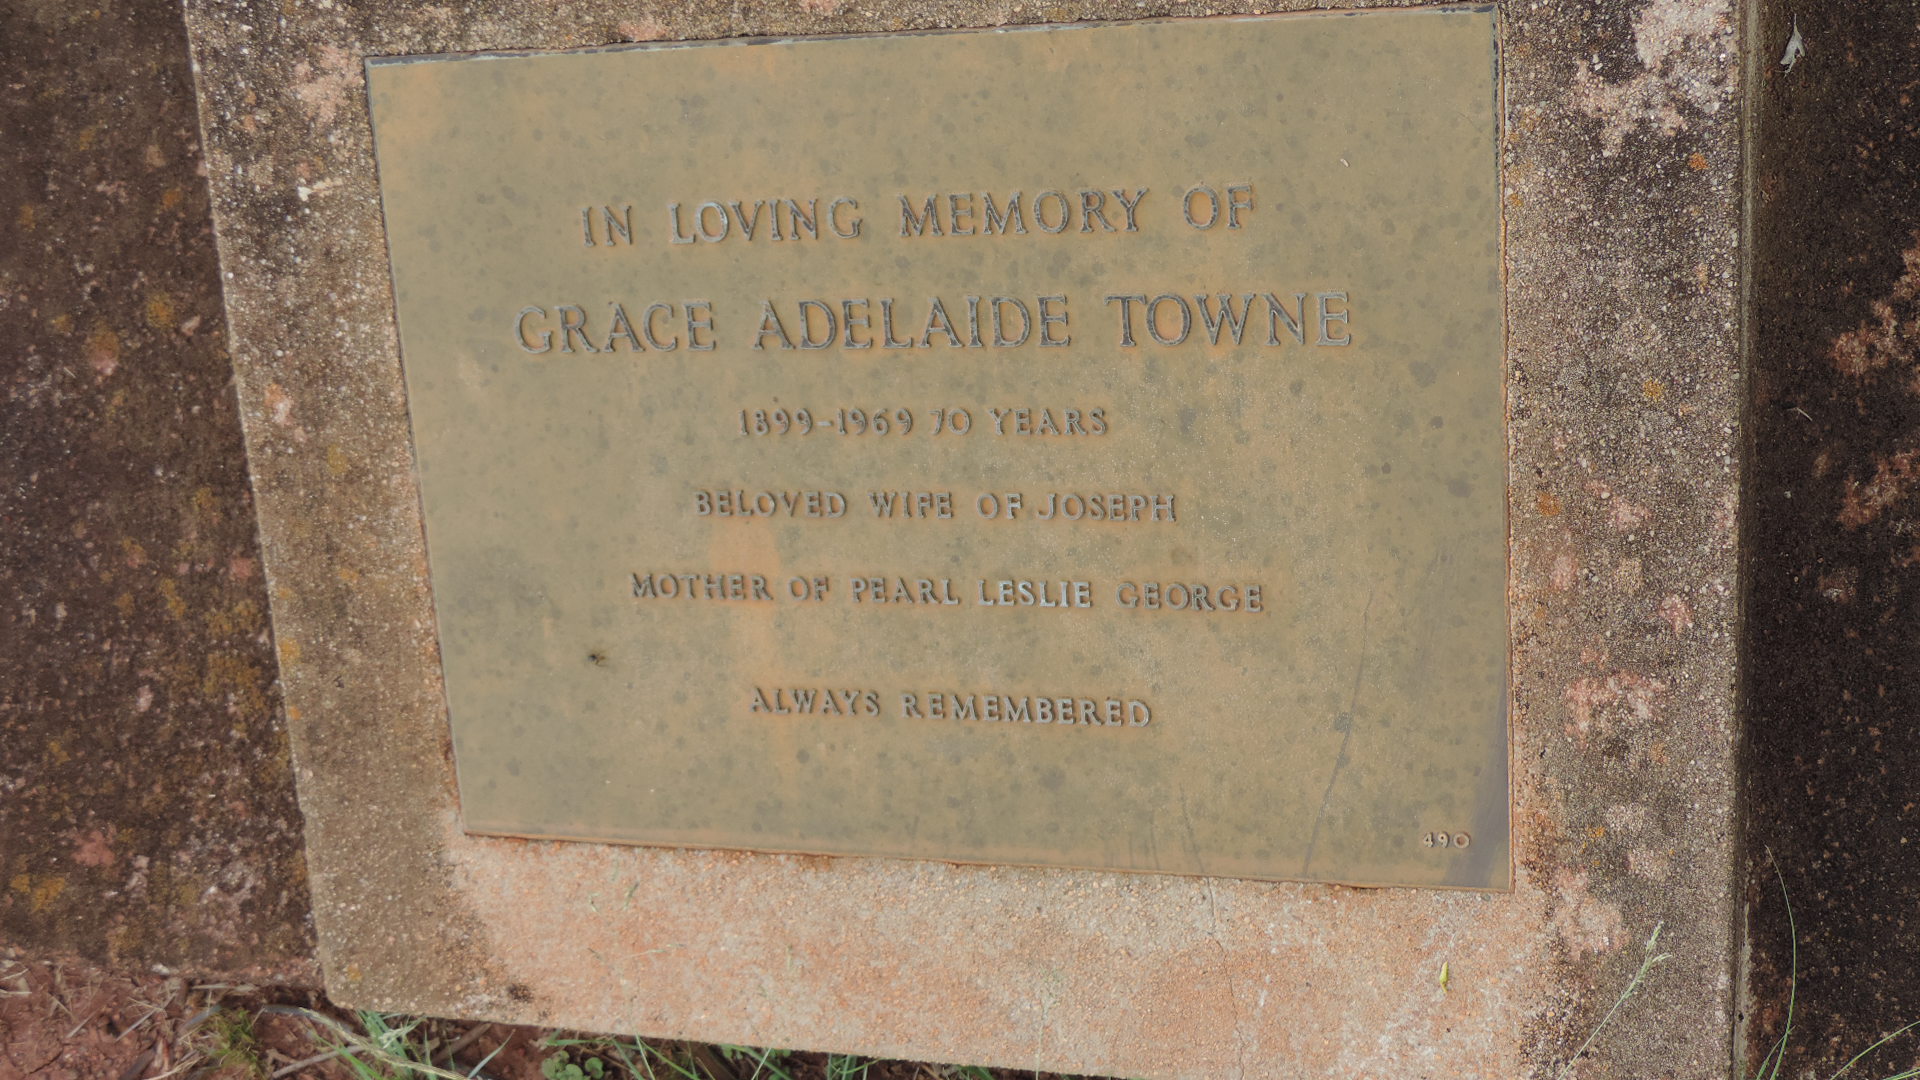 IN LOVING MEMORY OF
GRACE ADELAIDE TOWNE
1899-1969 70 YEARS
BELOVED WIFE OF JOSEPH
MOTHER OF PEARL LESLIE GEORGE
ALWAYS REMEMBERED
490